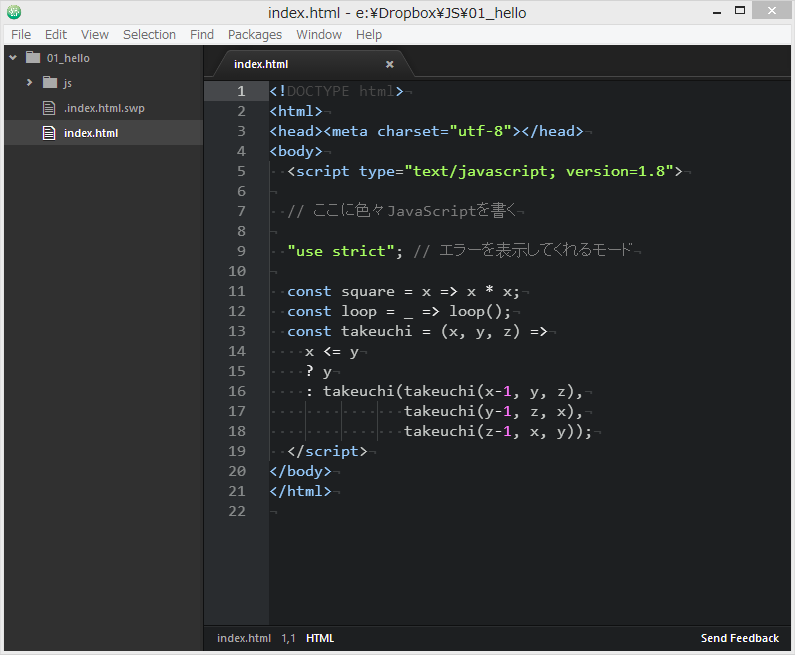 index.html - e:¥Dropbox¥JS¥01_hello
File Edit View Selection Find Packages Window Help
01_hello
js
.index.html.swp
index.html
index.html
1 <!DOCTYPE html>
2 <html>
3 <head><meta charset="utf-8"></head>
4 <body>
5   <script type="text/javascript; version=1.8">
6
7   // ここに色々JavaScriptを書く
8
9   "use strict"; // エラーを表示してくれるモード
10
11   const square = x => x * x;
12   const loop = _ => loop();
13   const takeuchi = (x, y, z) =>
14     x <= y
15     ? y
16     : takeuchi(takeuchi(x-1, y, z),
17                takeuchi(y-1, z, x),
18                takeuchi(z-1, x, y));
19   </script>
20 </body>
21 </html>
22
index.html 1,1 HTML Send Feedback